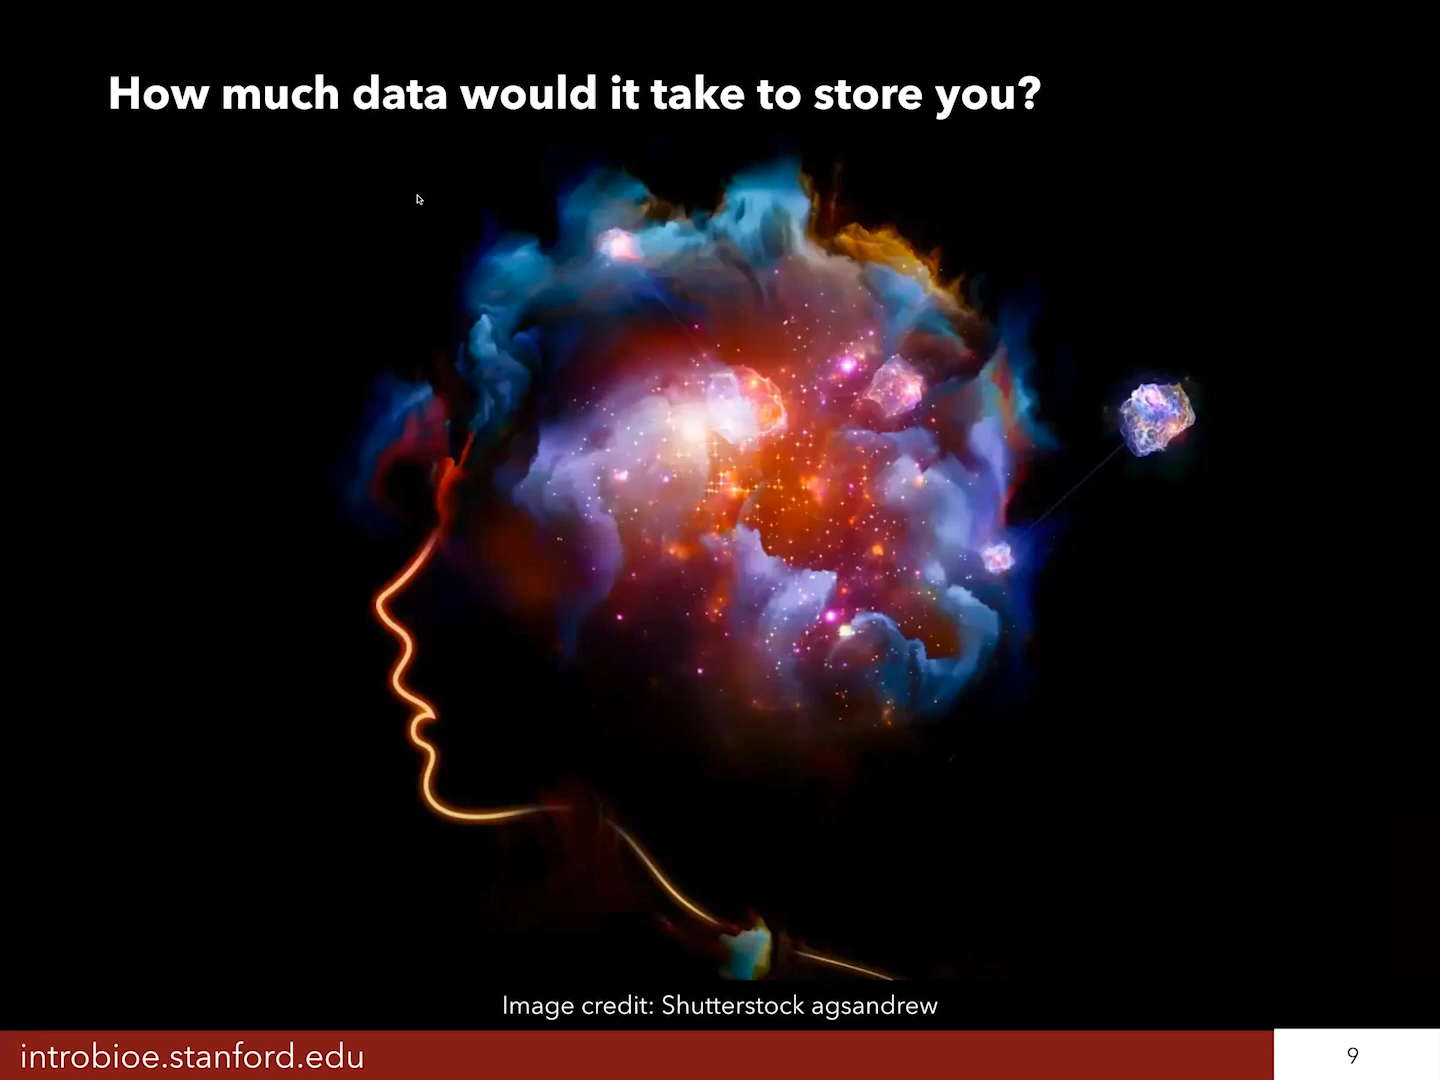 How much data would it take to store you?
Image credit: Shutterstock agsandrew
introbioe.stanford.edu
9